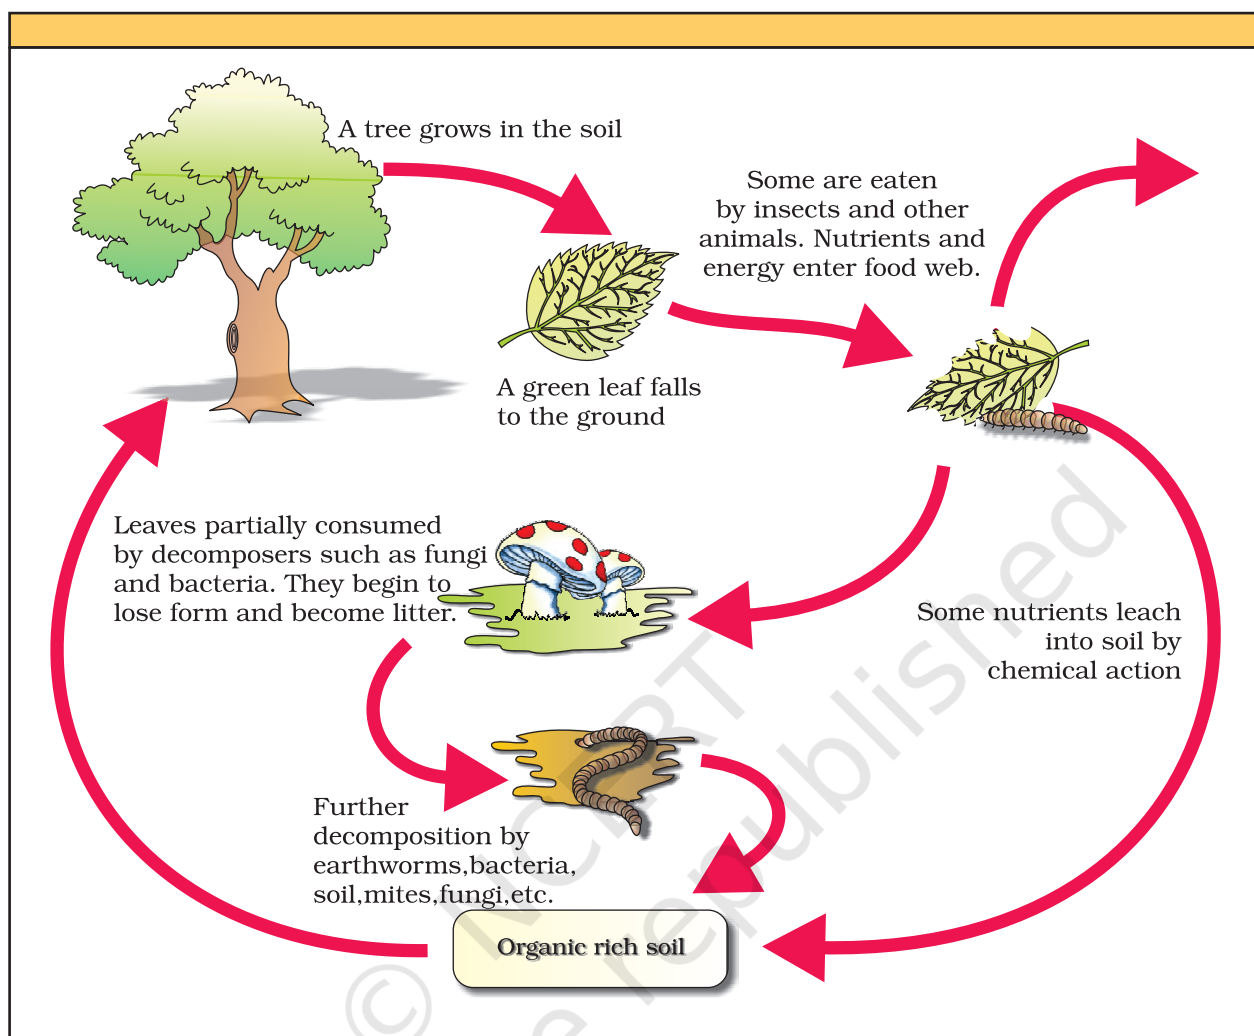 A tree grows in the soil
Some are eaten
by insects and other
animals. Nutrients and
energy enter food web.
A green leaf falls
to the ground
Leaves partially consumed
by decomposers such as fungi
and bacteria. They begin to
lose form and become litter.
Some nutrients leach
into soil by
chemical action
Further
decomposition by
earthworms,bacteria,
soil,mites,fungi,etc.
Organic rich soil
© NCERT
republished